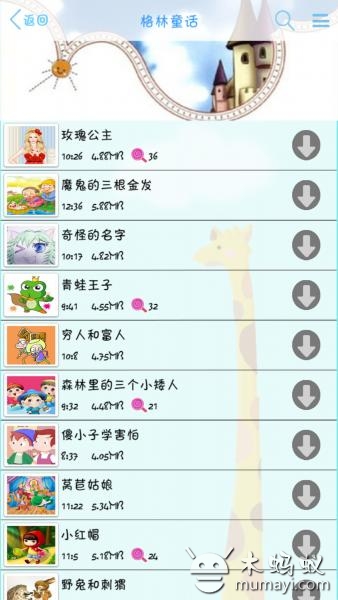 返回 格林童话
玫瑰公主
10:26 4.88MB 36
魔鬼的三根金发
12:36 5.88MB
奇怪的名字
10:17 4.82MB
青蛙王子
9:41 4.55MB 32
穷人和富人
10:8 4.75MB
森林里的三个小矮人
9:32 4.48MB 21
傻小子学害怕
8:37 4.05MB
莴苣姑娘
11:22 5.34MB
小红帽
11:5 5.18MB 24
野兔和刺猬
木蚂蚁
mumayi.com